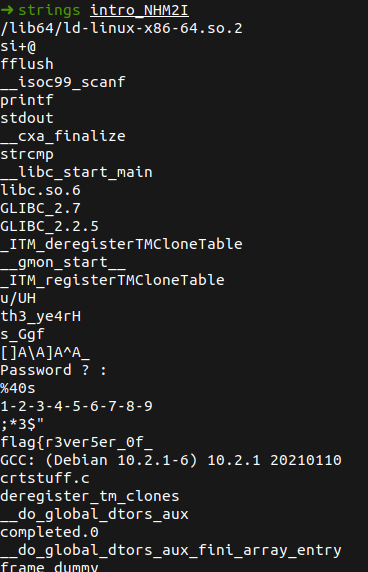 ➜ strings intro_NHM2I
/lib64/ld-linux-x86-64.so.2
si+@
fflush
__isoc99_scanf
printf
stdout
__cxa_finalize
strcmp
__libc_start_main
libc.so.6
GLIBC_2.7
GLIBC_2.2.5
_ITM_deregisterTMCloneTable
__gmon_start__
_ITM_registerTMCloneTable
u/UH
th3_ye4rH
s_Ggf
[]A\A]A^A_
Password ? :
%40s
1-2-3-4-5-6-7-8-9
;*3$"
flag{r3ver5er_0f_
GCC: (Debian 10.2.1-6) 10.2.1 20210110
crtstuff.c
deregister_tm_clones
__do_global_dtors_aux
completed.0
__do_global_dtors_aux_fini_array_entry
frame_dummy